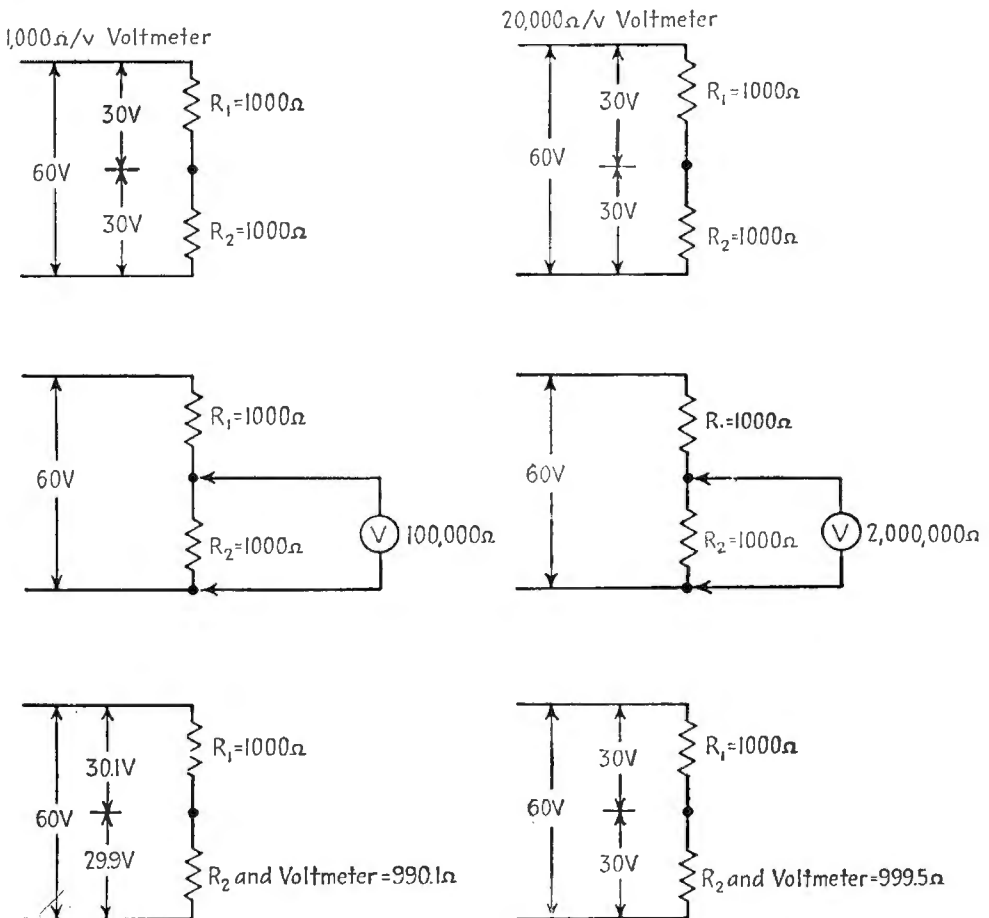 1,000Ω/v Voltmeter
30V
R1=1000Ω
60V
30V
R2=1000Ω
20,000Ω/v Voltmeter
30V
R1=1000Ω
60V
30V
R2=1000Ω
R1=1000Ω
60V
R2=1000Ω
V
100,000Ω
R.=1000Ω
60V
R2=1000Ω
V
2,000,000Ω
30.1V
R1=1000Ω
60V
29.9V
R2 and Voltmeter=990.1Ω
30V
R1=1000Ω
60V
30V
R2 and Voltmeter=999.5Ω